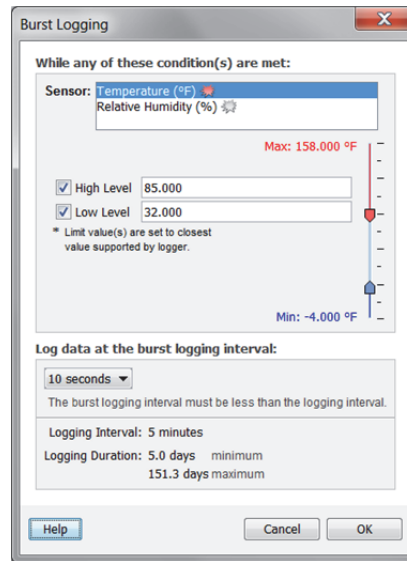 Burst Logging
While any of these condition(s) are met:
Sensor: Temperature (°F)
Relative Humidity (%)
Max: 158.000 °F
High Level 85.000
Low Level 32.000
* Limit value(s) are set to closest
value supported by logger.
Min: -4.000 °F
Log data at the burst logging interval:
10 seconds
The burst logging interval must be less than the logging interval.
Logging Interval: 5 minutes
Logging Duration: 5.0 days minimum
151.3 days maximum
Help Cancel OK